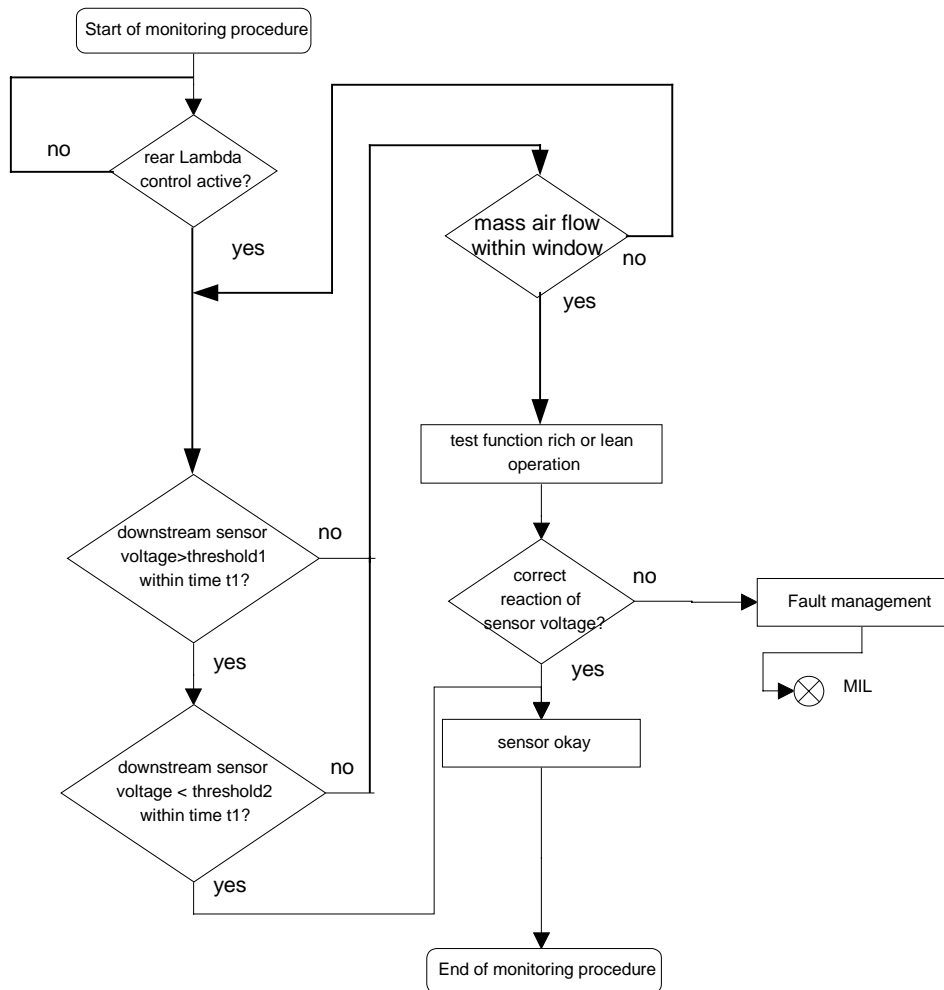 Start of monitoring procedure
no
rear Lambda
control active?
yes
mass air flow
within window
no
yes
test function rich or lean
operation
downstream sensor
voltage>threshold1
within time t1?
no
yes
correct
reaction of
sensor voltage?
no
yes
Fault management
MIL
sensor okay
downstream sensor
voltage < threshold2
within time t1?
no
yes
End of monitoring procedure